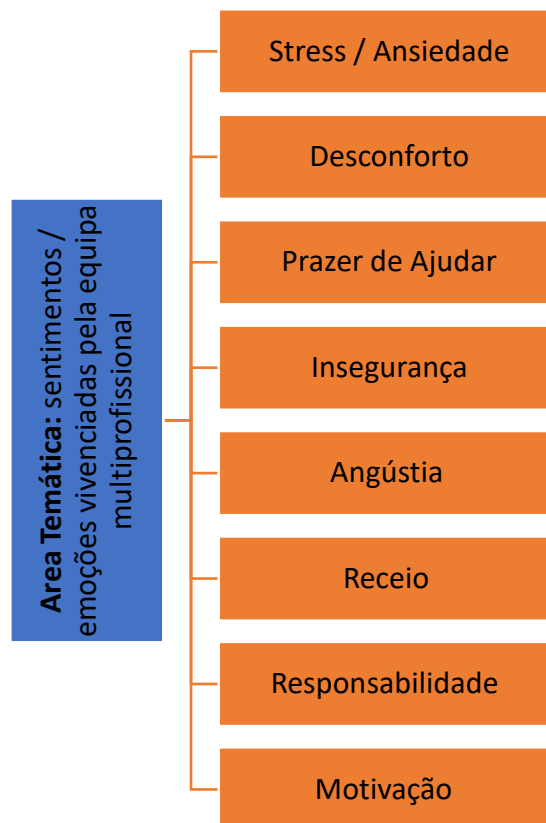 Area Temática: sentimentos /
emoções vivenciadas pela equipa
multiprofissional
Stress / Ansiedade
Desconforto
Prazer de Ajudar
Insegurança
Angústia
Receio
Responsabilidade
Motivação